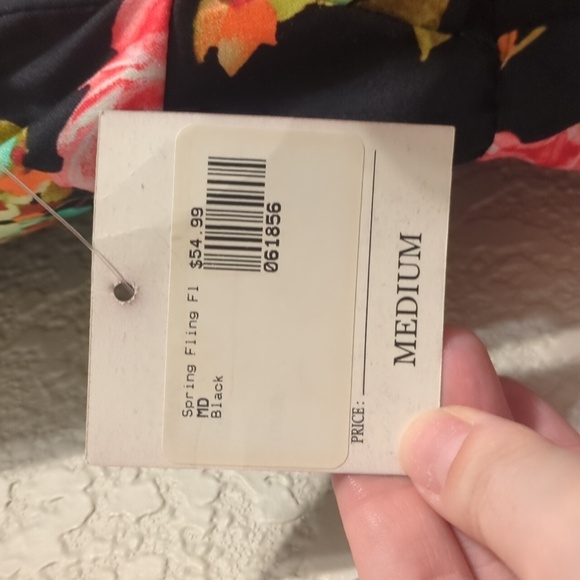 Spring Fling Fl $54.99
MD
Black
061856
PRICE:
MEDIUM